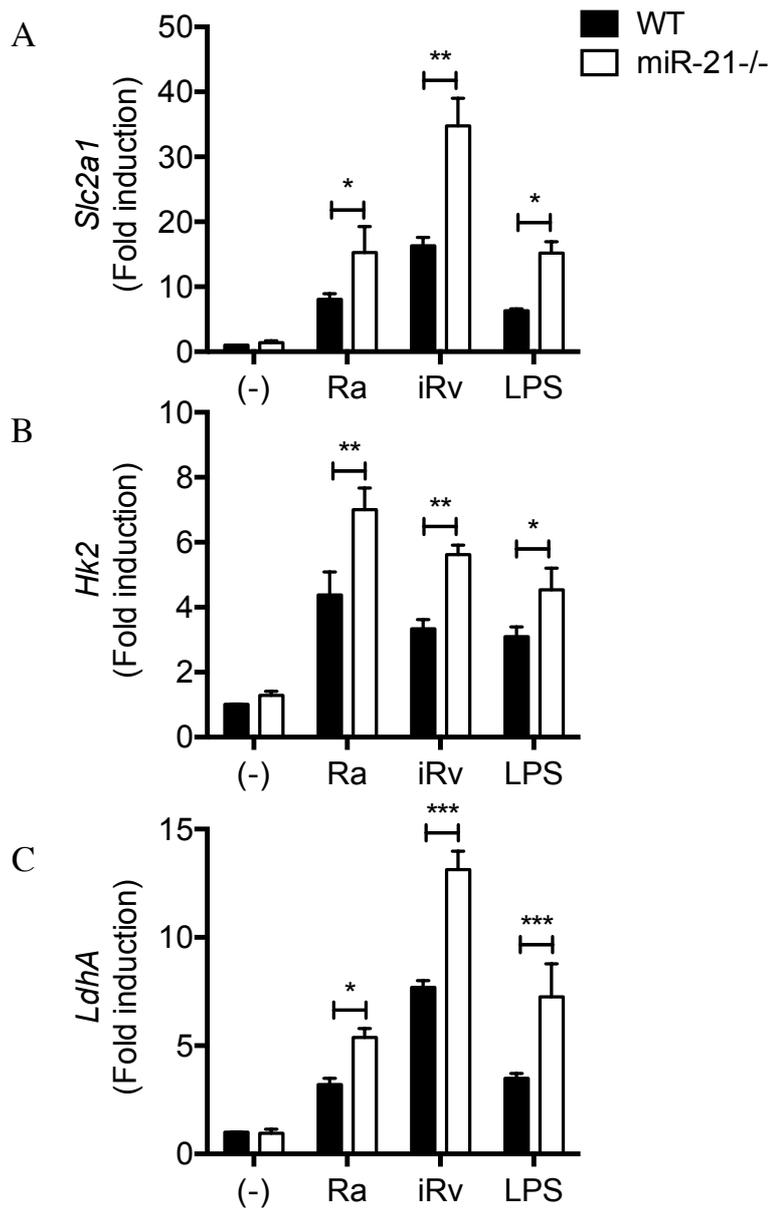 A
WT
miR-21-/-
Slc2a1
(Fold induction)
50
40
30
20
10
0
*
**
*
(-) Ra iRv LPS
B
Hk2
(Fold induction)
10
8
6
4
2
0
**
**
*
(-) Ra iRv LPS
C
LdhA
(Fold induction)
15
10
5
0
*
***
***
(-) Ra iRv LPS